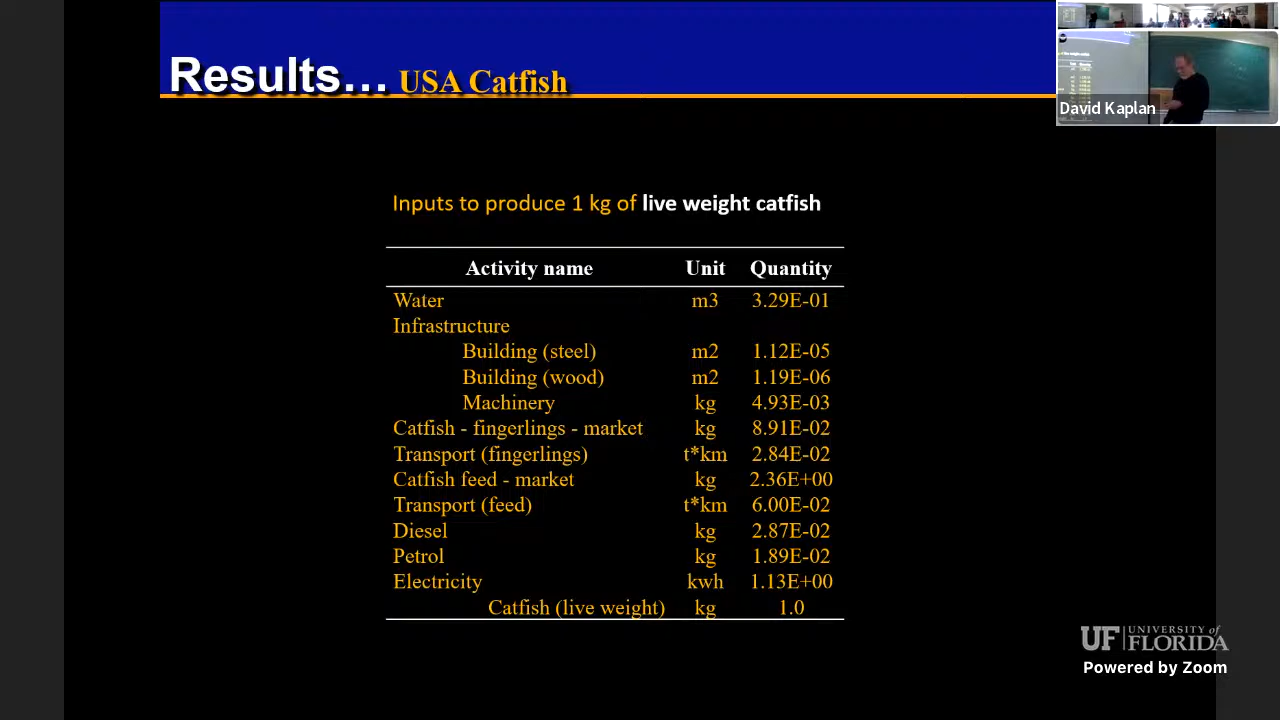 Results… USA Catfish
David Kaplan
Inputs to produce 1 kg of live weight catfish
Activity name Unit Quantity
Water m3 3.29E-01
Infrastructure
Building (steel) m2 1.12E-05
Building (wood) m2 1.19E-06
Machinery kg 4.93E-03
Catfish - fingerlings - market kg 8.91E-02
Transport (fingerlings) t*km 2.84E-02
Catfish feed - market kg 2.36E+00
Transport (feed) t*km 6.00E-02
Diesel kg 2.87E-02
Petrol kg 1.89E-02
Electricity kwh 1.13E+00
Catfish (live weight) kg 1.0
UF UNIVERSITY of
FLORIDA
Powered by Zoom